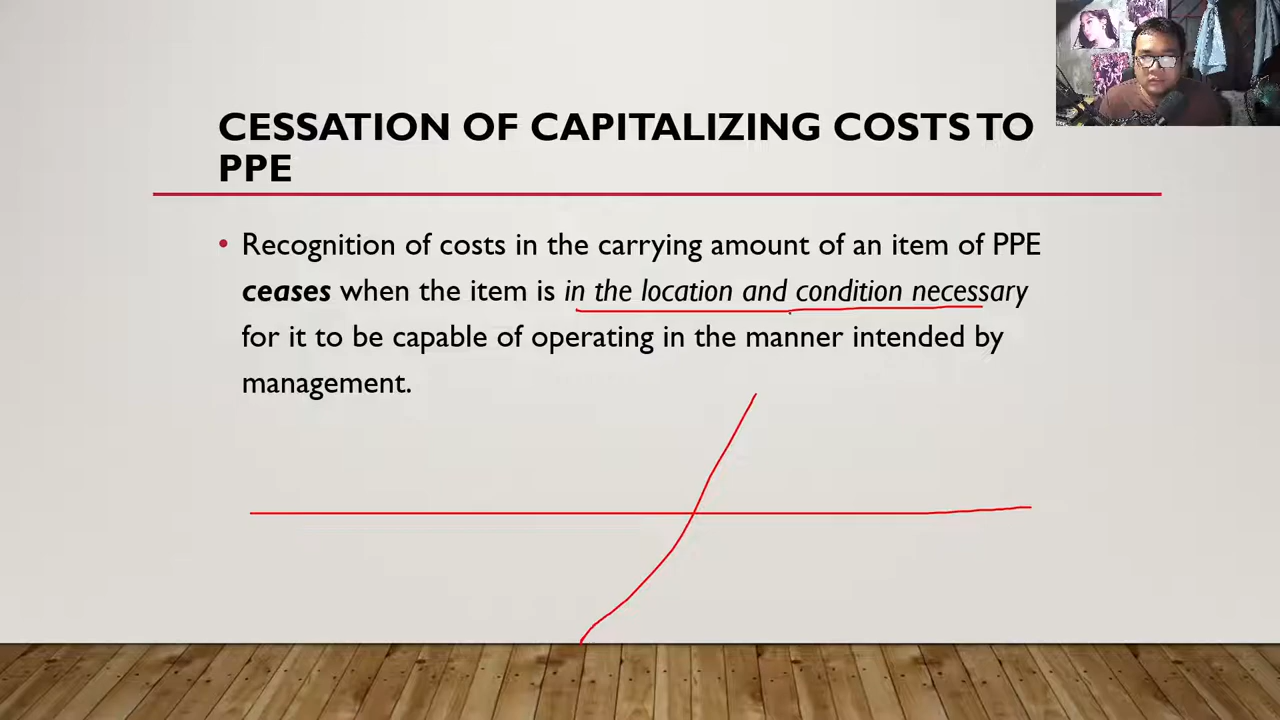 CESSATION OF CAPITALIZING COSTS TO
PPE
• Recognition of costs in the carrying amount of an item of PPE
ceases when the item is in the location and condition necessary
for it to be capable of operating in the manner intended by
management.